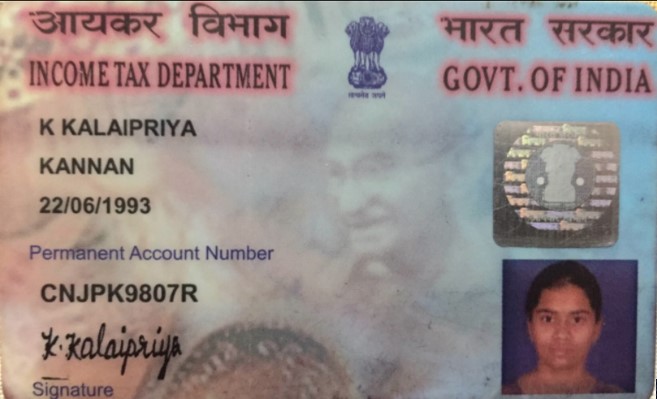 आयकर विभाग
भारत सरकार
INCOME TAX DEPARTMENT
GOVT. OF INDIA
सत्यमेव जयते
K KALAIPRIYA
KANNAN
22/06/1993
Permanent Account Number
CNJPK9807R
K. Kalaipriya
Signature